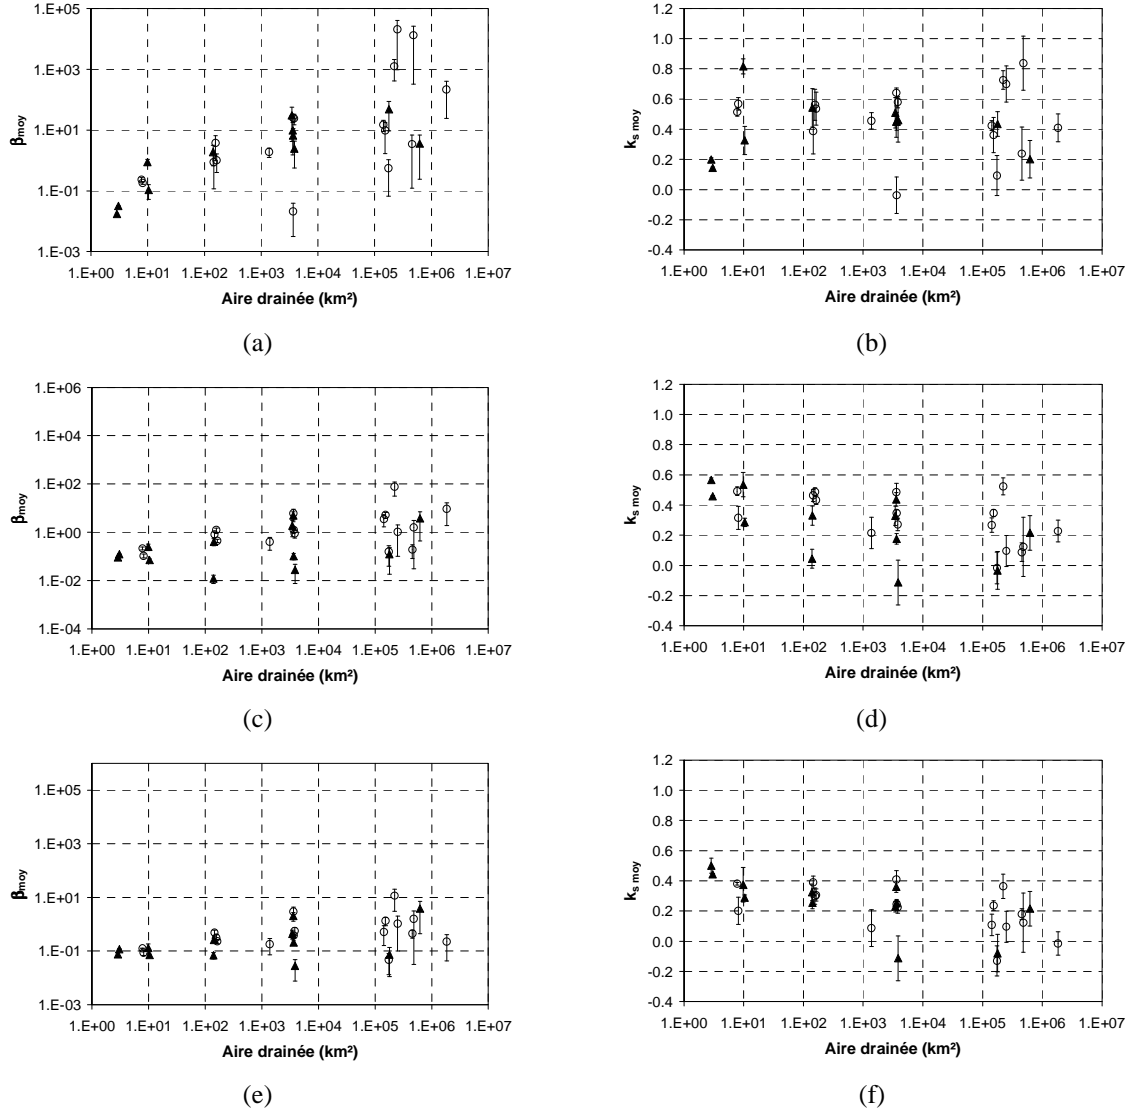 1.E+05
1.E+03
1.E+01
1.E-01
1.E-03
β moy
1.E+00 1.E+01 1.E+02 1.E+03 1.E+04 1.E+05 1.E+06 1.E+07
Aire drainée (km²)
(a)
1.2
1.0
0.8
0.6
0.4
0.2
0.0
-0.2
-0.4
k s moy
1.E+00 1.E+01 1.E+02 1.E+03 1.E+04 1.E+05 1.E+06 1.E+07
Aire drainée (km²)
(b)
1.E+06
1.E+04
1.E+02
1.E+00
1.E-02
1.E-04
β moy
1.E+00 1.E+01 1.E+02 1.E+03 1.E+04 1.E+05 1.E+06 1.E+07
Aire drainée (km²)
(c)
1.2
1.0
0.8
0.6
0.4
0.2
0.0
-0.2
-0.4
k s moy
1.E+00 1.E+01 1.E+02 1.E+03 1.E+04 1.E+05 1.E+06 1.E+07
Aire drainée (km²)
(d)
1.E+05
1.E+03
1.E+01
1.E-01
1.E-03
β moy
1.E+00 1.E+01 1.E+02 1.E+03 1.E+04 1.E+05 1.E+06 1.E+07
Aire drainée (km²)
(e)
1.2
1.0
0.8
0.6
0.4
0.2
0.0
-0.2
-0.4
k s moy
1.E+00 1.E+01 1.E+02 1.E+03 1.E+04 1.E+05 1.E+06 1.E+07
Aire drainée (km²)
(f)